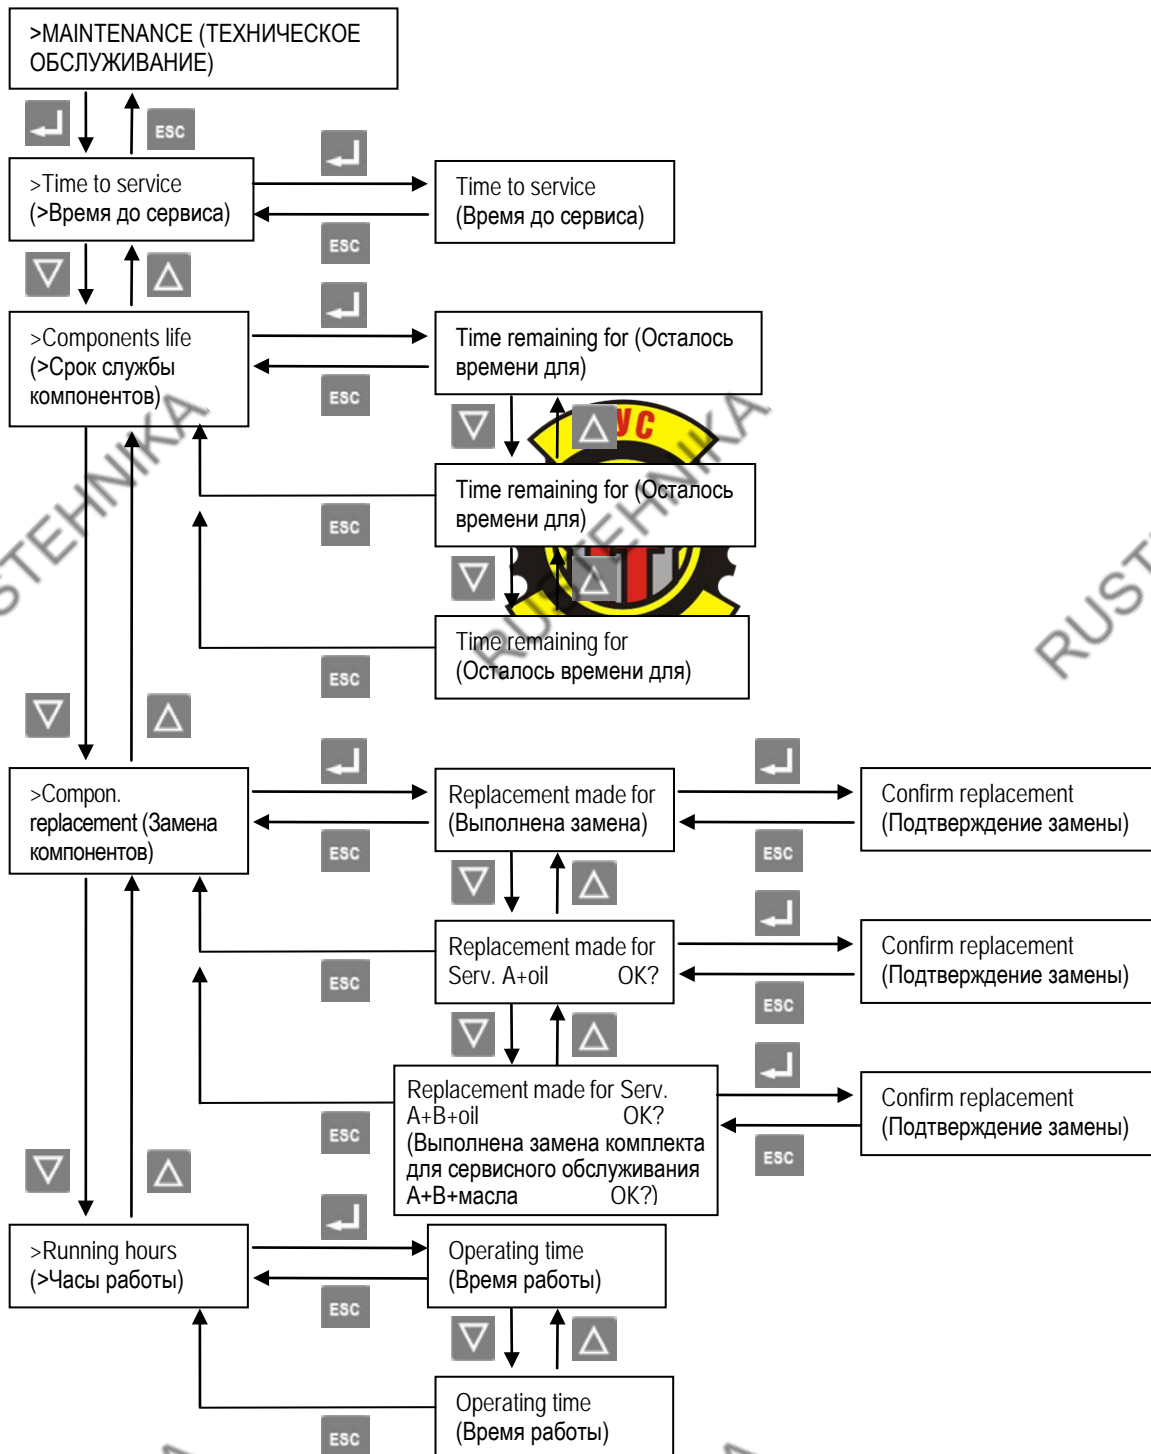 >MAINTENANCE (ТЕХНИЧЕСКОЕ
ОБСЛУЖИВАНИЕ)
ESC
>Time to service
(>Время до сервиса)
Time to service
(Время до сервиса)
ESC
>Components life
(>Срок службы
компонентов)
Time remaining for (Осталось
времени для)
ESC
УС
Time remaining for (Осталось
времени для)
ESC
RUSTEHNIKA
STEHNIKA
RUST
Time remaining for
(Осталось времени для)
ESC
>Compon.
replacement (Замена
компонентов)
Replacement made for
(Выполнена замена)
Confirm replacement
(Подтверждение замены)
ESC
ESC
Replacement made for
Serv. A+oil OK?
Confirm replacement
(Подтверждение замены)
ESC
ESC
Replacement made for Serv.
A+B+oil OK?
(Выполнена замена комплекта
для сервисного обслуживания
A+B+масла OK?)
Confirm replacement
(Подтверждение замены)
ESC
ESC
>Running hours
(>Часы работы)
Operating time
(Время работы)
ESC
Operating time
(Время работы)
ESC